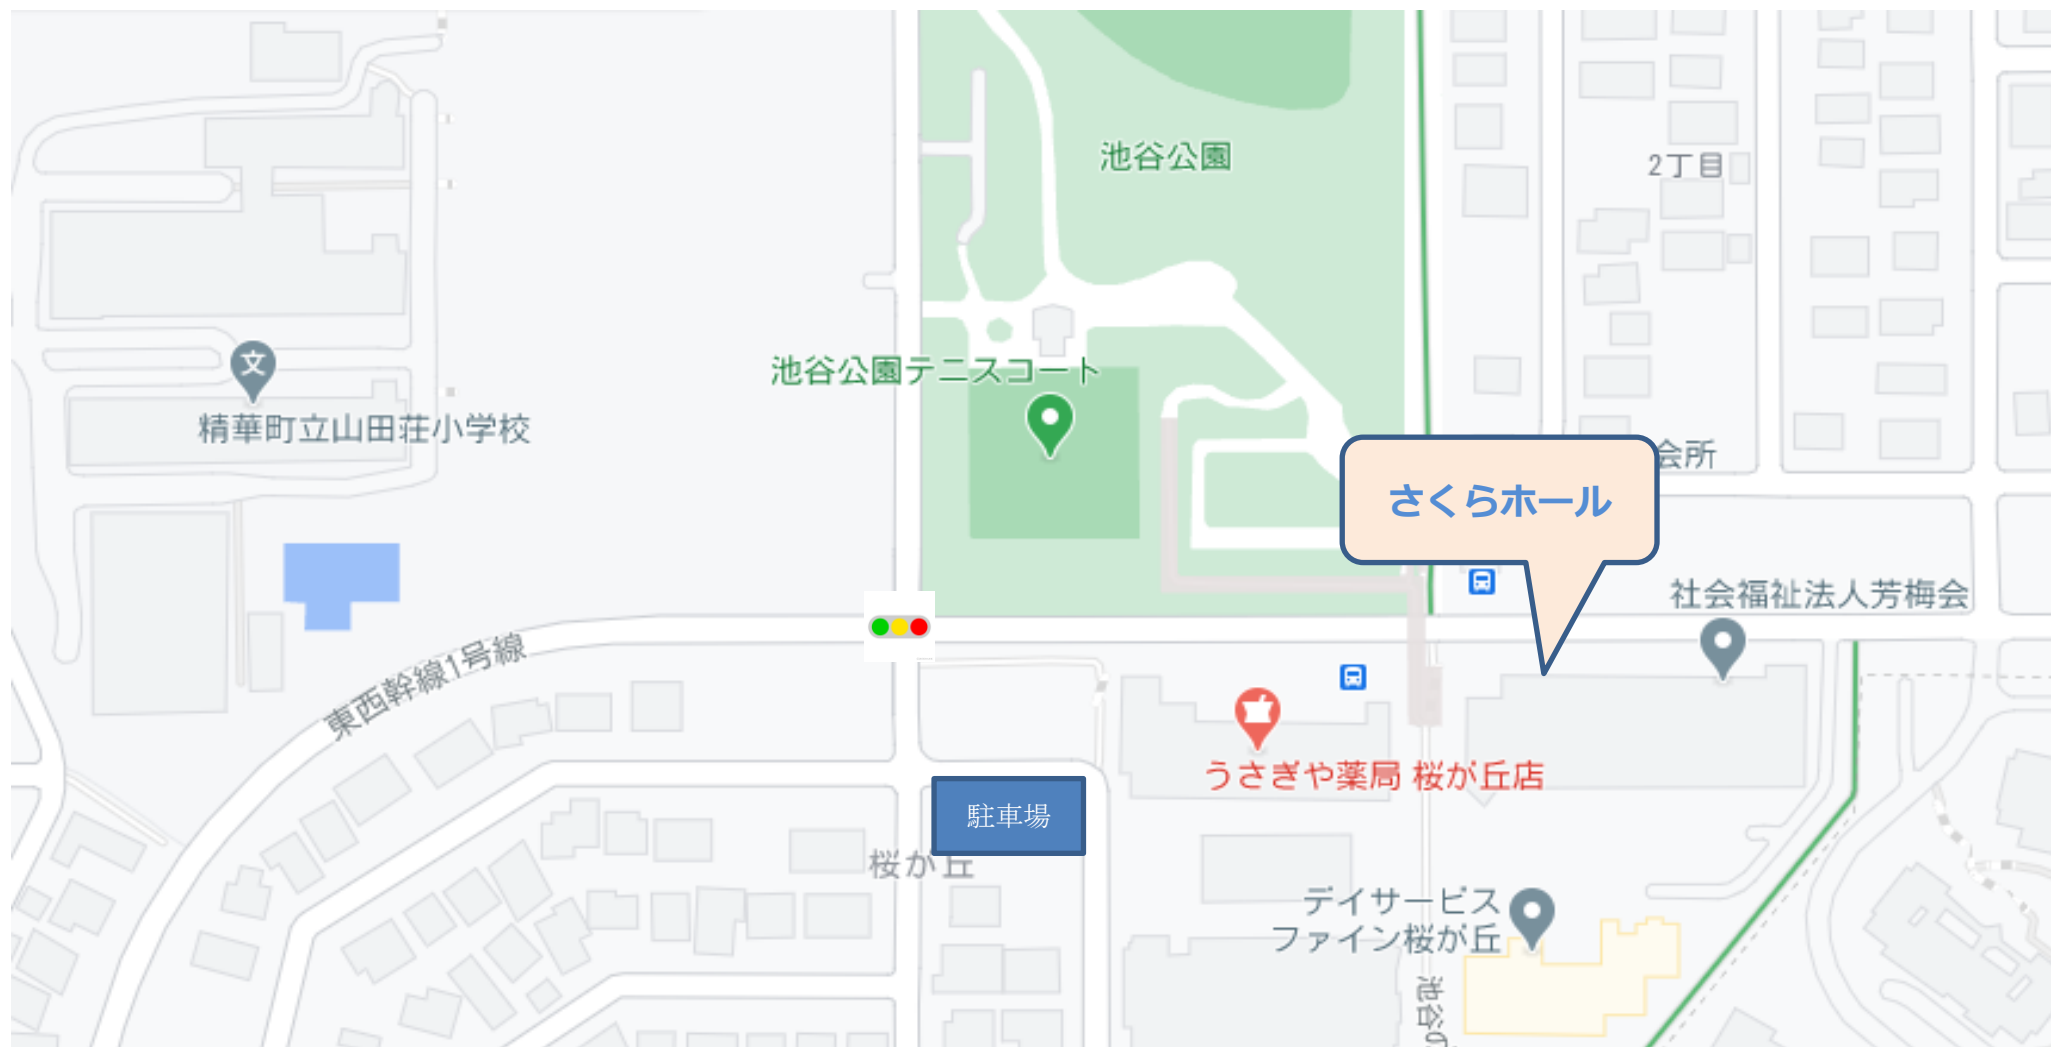 池谷公園
2丁目
池谷公園テニスコート
精華町立山田荘小学校
会所
さくらホール
社会福祉法人芳梅会
東西幹線1号線
うさぎや薬局 桜が丘店
駐車場
桜が丘
デイサービス
ファイン桜が丘
池谷の
文